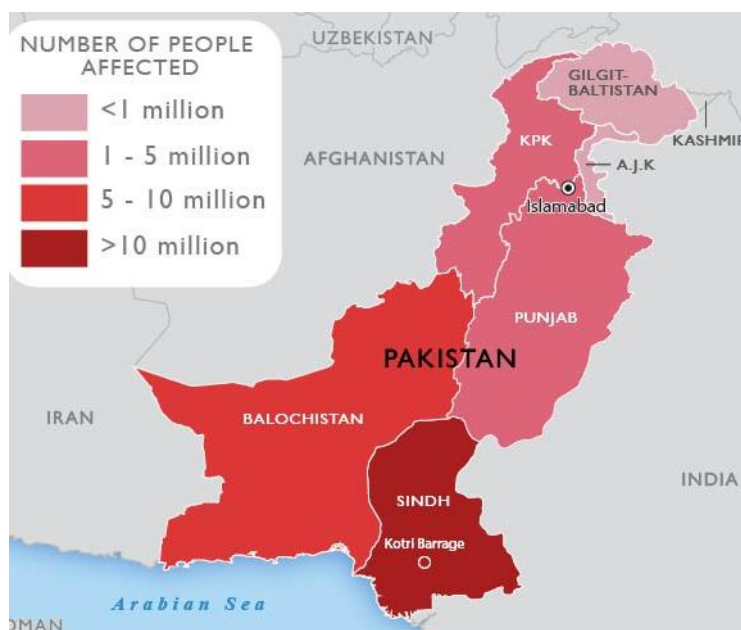 NUMBER OF PEOPLE
AFFECTED
<1 million
1 - 5 million
5 - 10 million
>10 million
UZBEKISTAN
GILGIT-
BALTISTAN
KPK
KASHMIR
AFGHANISTAN
A.J.K
Islamabad
PUNJAB
PAKISTAN
IRAN
BALOCHISTAN
INDIA
SINDH
Kotri Barrage
Arabian Sea
OMAN